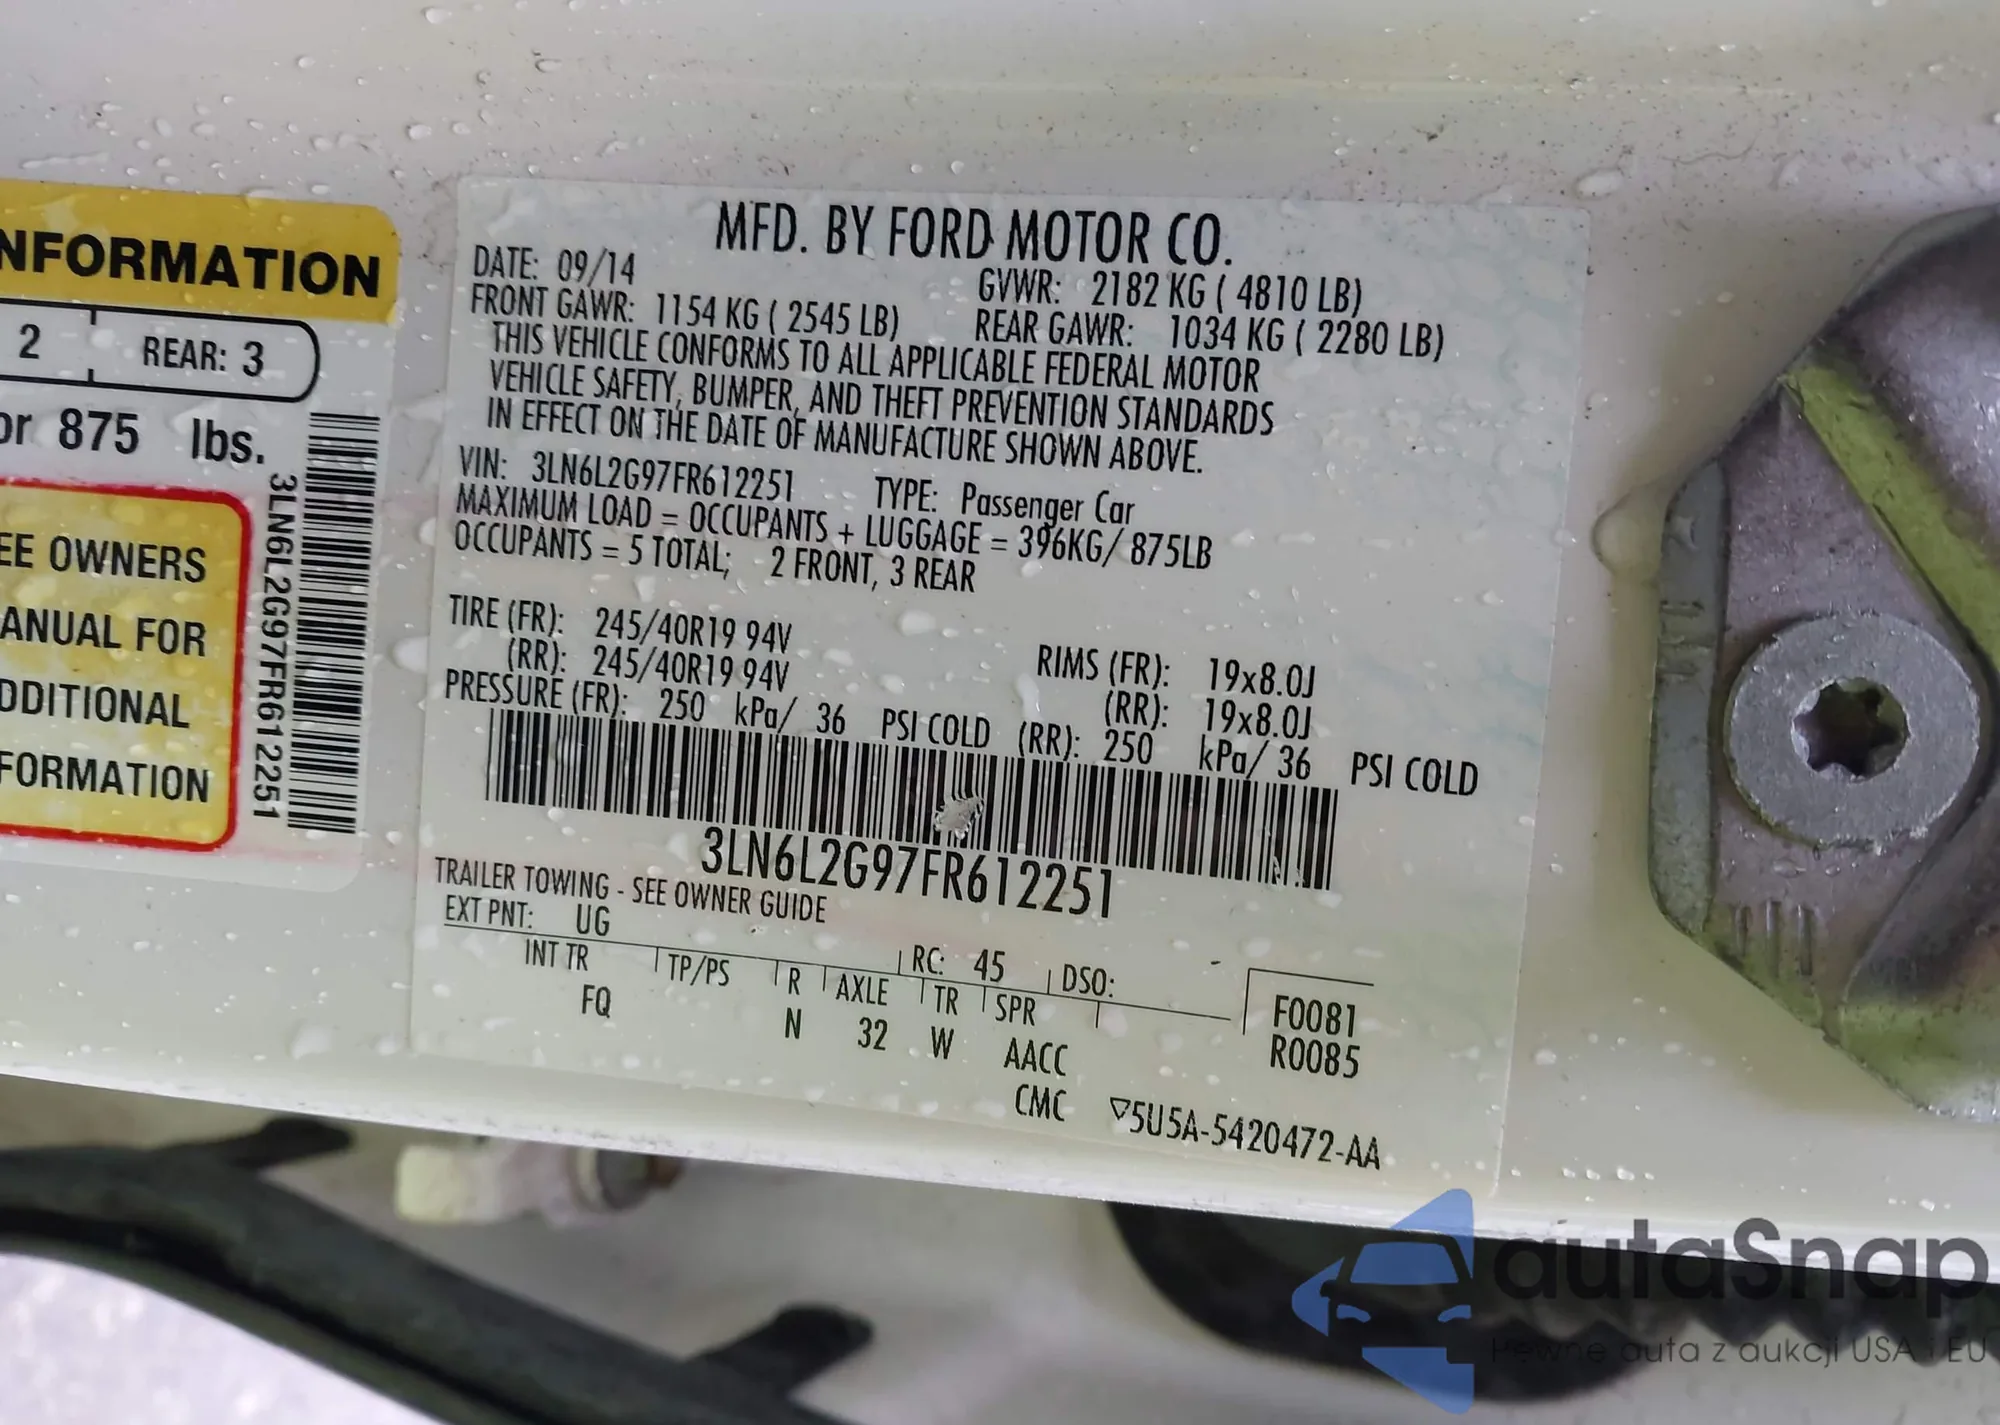 NFORMATION
2 REAR: 3
or 875 lbs.
EE OWNERS
ANUAL FOR
DDITIONAL
FORMATION
3LN6L2G97FR612251
MFD. BY FORD MOTOR CO.
DATE: 09/14 GVWR: 2182 KG ( 4810 LB)
FRONT GAWR: 1154 KG ( 2545 LB) REAR GAWR: 1034 KG ( 2280 LB)
THIS VEHICLE CONFORMS TO ALL APPLICABLE FEDERAL MOTOR
VEHICLE SAFETY, BUMPER, AND THEFT PREVENTION STANDARDS
IN EFFECT ON THE DATE OF MANUFACTURE SHOWN ABOVE.
VIN: 3LN6L2G97FR612251 TYPE: Passenger Car
MAXIMUM LOAD = OCCUPANTS + LUGGAGE = 396KG/ 875LB
OCCUPANTS = 5 TOTAL; 2 FRONT, 3 REAR
TIRE (FR): 245/40R19 94V RIMS (FR): 19x8.0J
(RR): 245/40R19 94V (RR): 19x8.0J
PRESSURE (FR): 250 kPa/ 36 PSI COLD (RR): 250 kPa/ 36 PSI COLD
3LN6L2G97FR612251
TRAILER TOWING - SEE OWNER GUIDE
EXT PNT: UG RC: 45 DSO:
INT TR TP/PS R AXLE TR SPR F0081
FQ N 32 W AACC R0085
CMC ▽5U5A-5420472-AA
autaSnap
Pewne auta z aukcji USA i EU